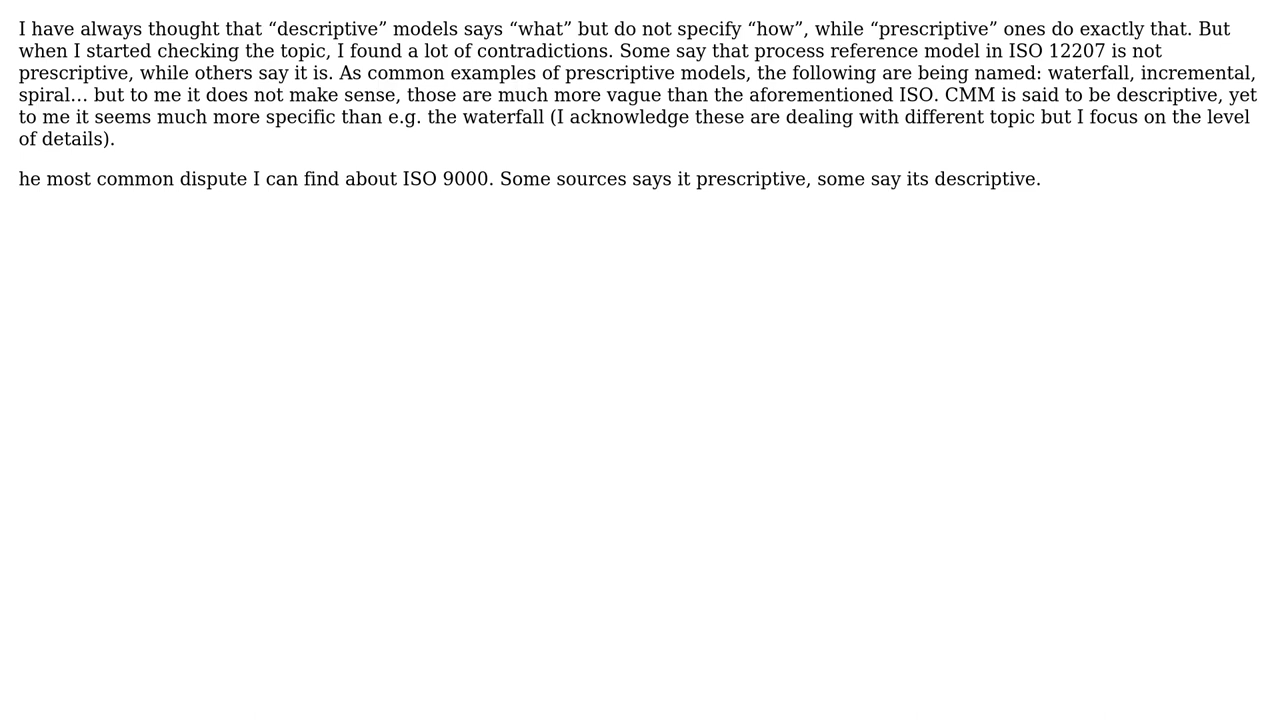 I have always thought that “descriptive” models says “what” but do not specify “how”, while “prescriptive” ones do exactly that. But
when I started checking the topic, I found a lot of contradictions. Some say that process reference model in ISO 12207 is not
prescriptive, while others say it is. As common examples of prescriptive models, the following are being named: waterfall, incremental,
spiral… but to me it does not make sense, those are much more vague than the aforementioned ISO. CMM is said to be descriptive, yet
to me it seems much more specific than e.g. the waterfall (I acknowledge these are dealing with different topic but I focus on the level
of details).
he most common dispute I can find about ISO 9000. Some sources says it prescriptive, some say its descriptive.